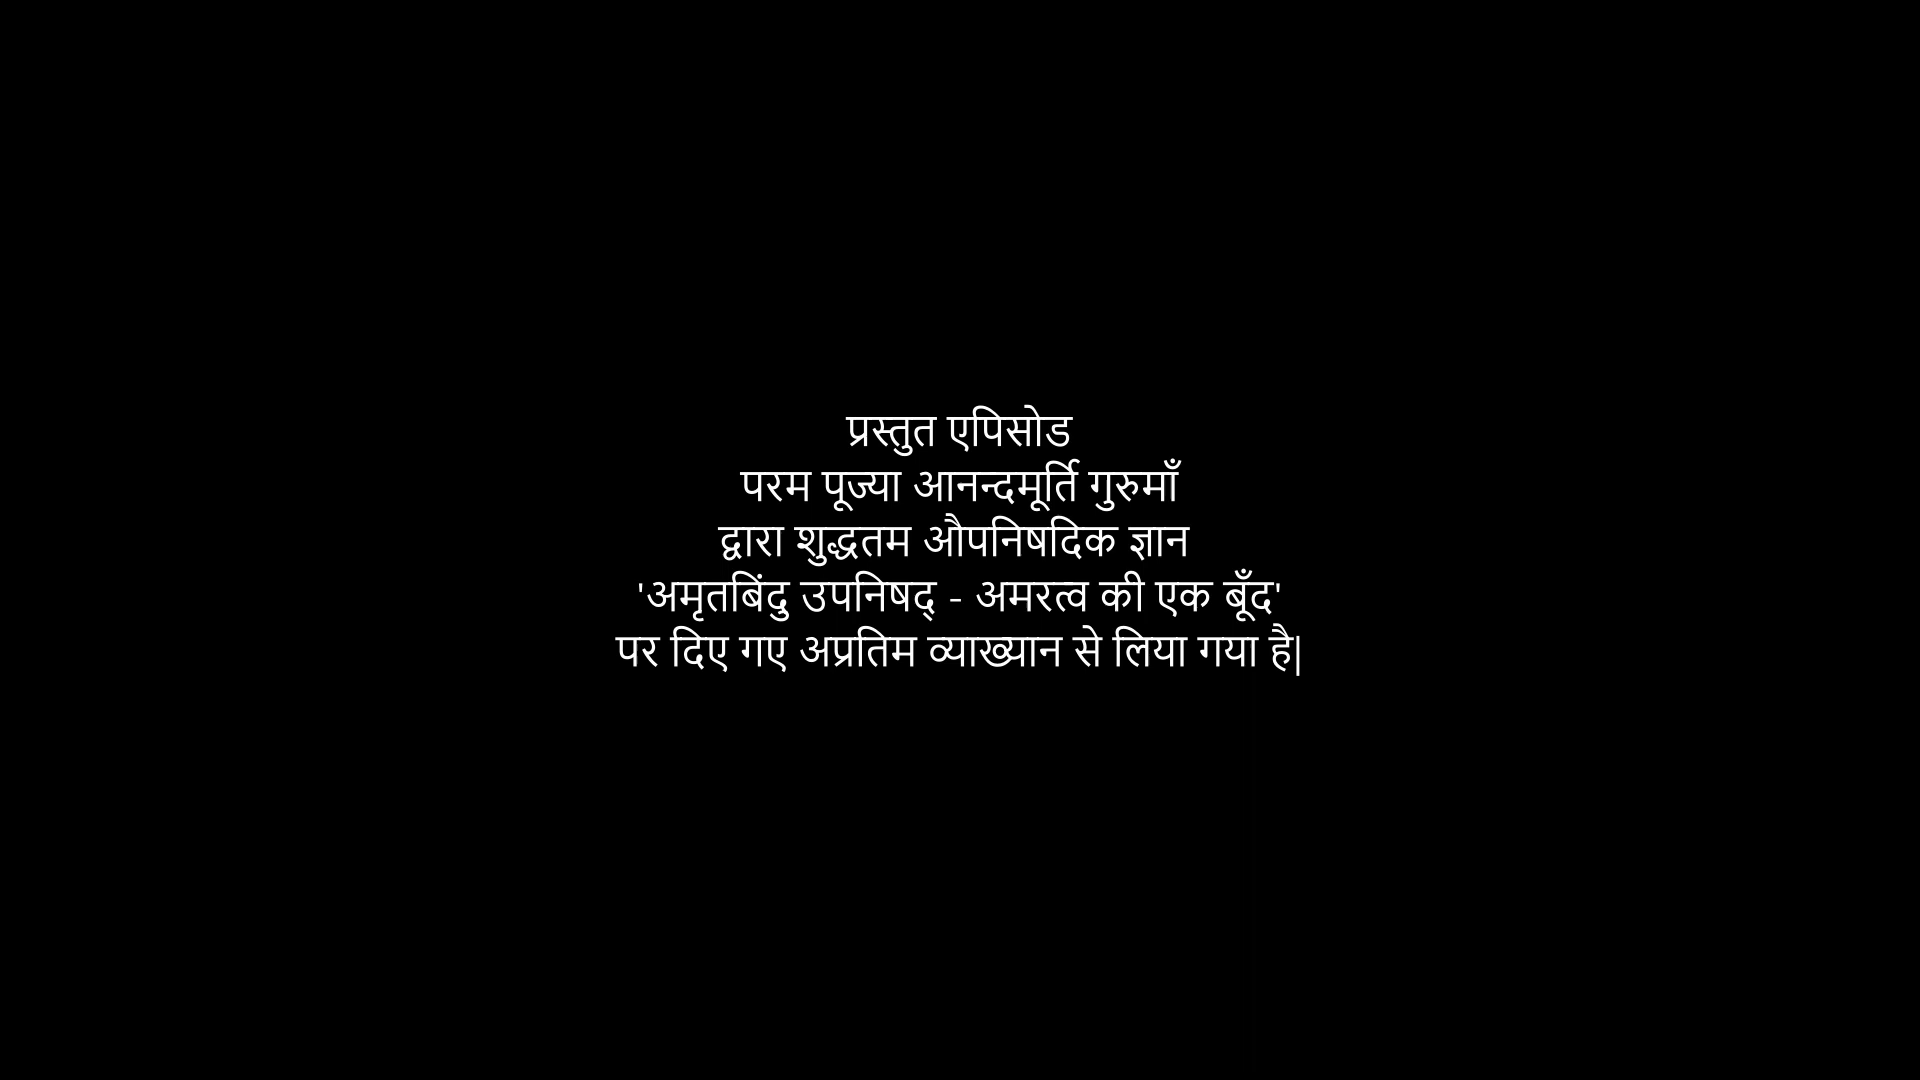 प्रस्तुत एपिसोड
परम पूज्या आनन्दमूर्ति गुरुमाँ
द्वारा शुद्धतम औपनिषदिक ज्ञान
'अमृतबिंदु उपनिषद् - अमरत्व की एक बूँद'
पर दिए गए अप्रतिम व्याख्यान से लिया गया है|